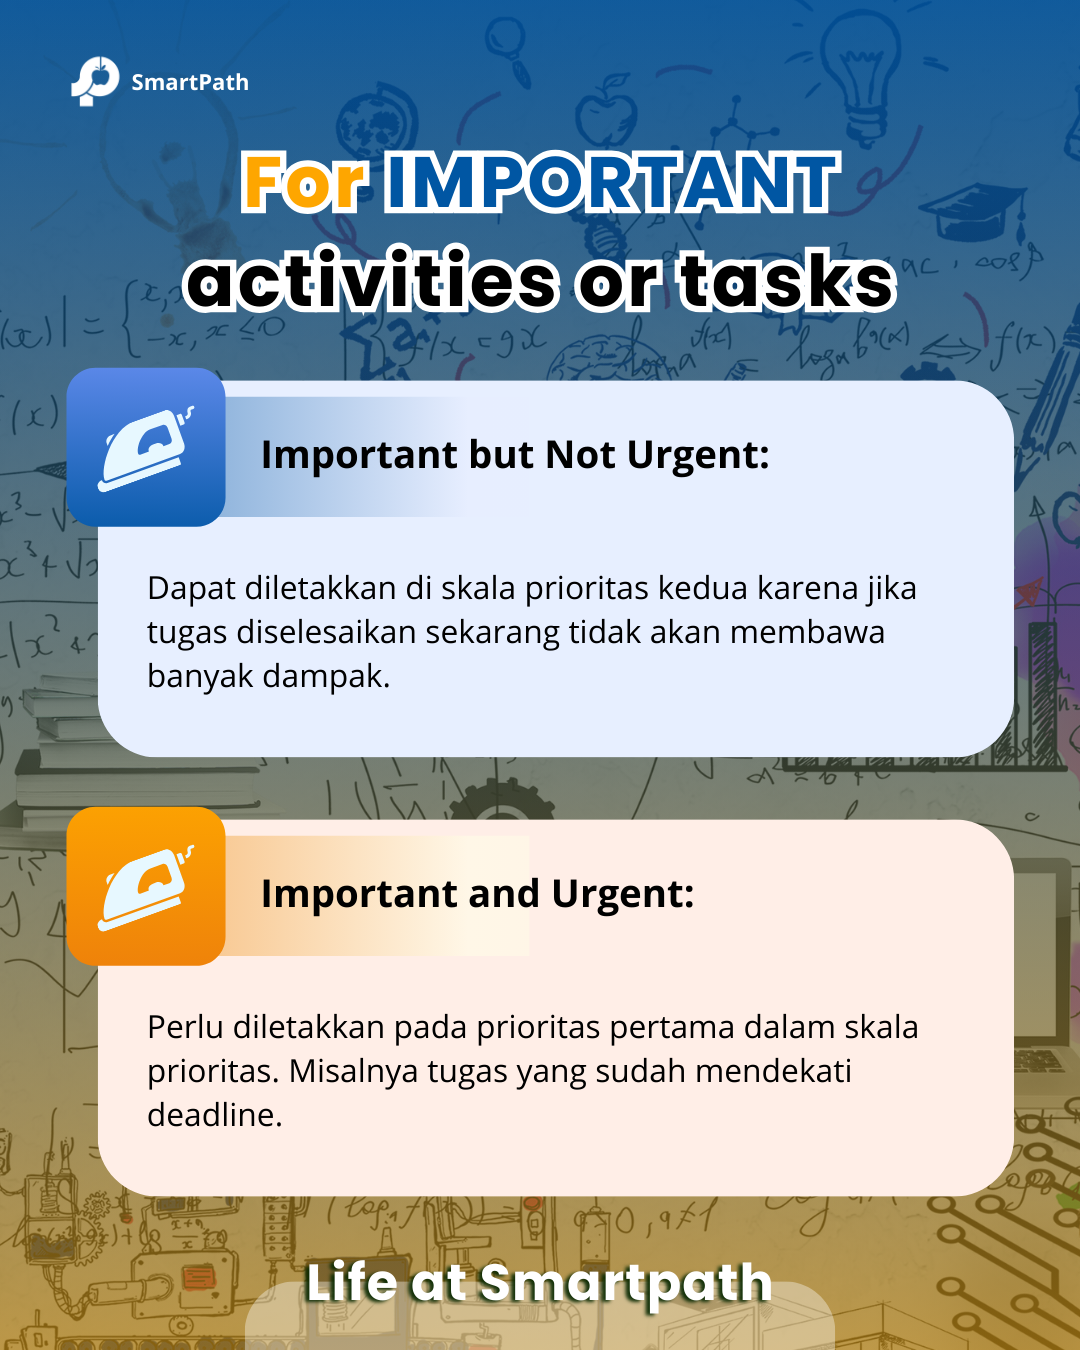 SmartPath
For IMPORTANT
activities or tasks
Important but Not Urgent:
Dapat diletakkan di skala prioritas kedua karena jika
tugas diselesaikan sekarang tidak akan membawa
banyak dampak.
Important and Urgent:
Perlu diletakkan pada prioritas pertama dalam skala
prioritas. Misalnya tugas yang sudah mendekati
deadline.
Life at Smartpath